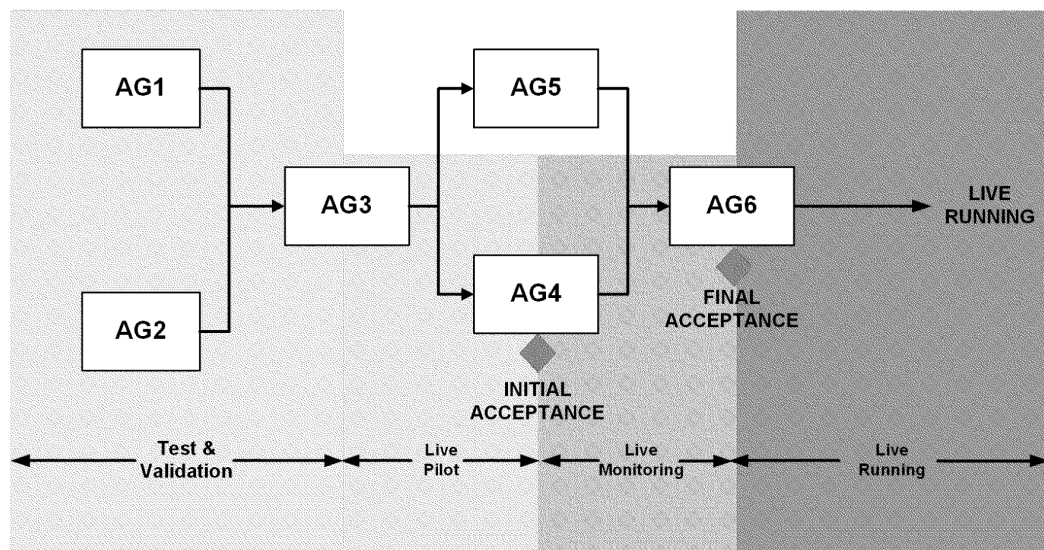 AG1
AG5
AG3
AG6
LIVE
RUNNING
AG2
AG4
FINAL
ACCEPTANCE
INITIAL
ACCEPTANCE
Test &
Validation
Live
Pilot
Live
Monitoring
Live
Running